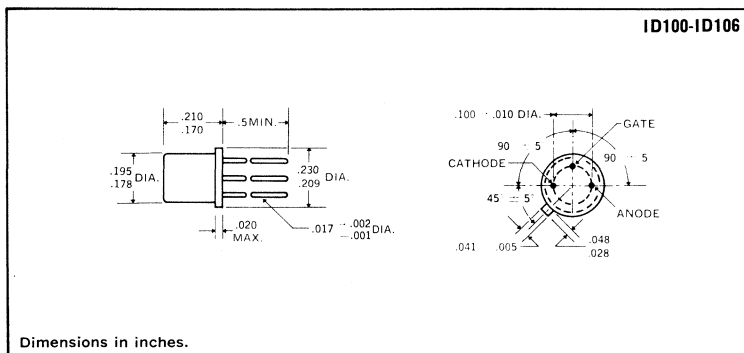 ID100-ID106
.210
.170
.5MIN.
.195
.178 DIA.
.230
.209 DIA.
.020
MAX.
.017 +.002 DIA.
−.001
.100 ±.010 DIA.
GATE
90 ± 5
90 ± 5
CATHODE
45° ± 5°
ANODE
.041 .005
.048
.028
Dimensions in inches.